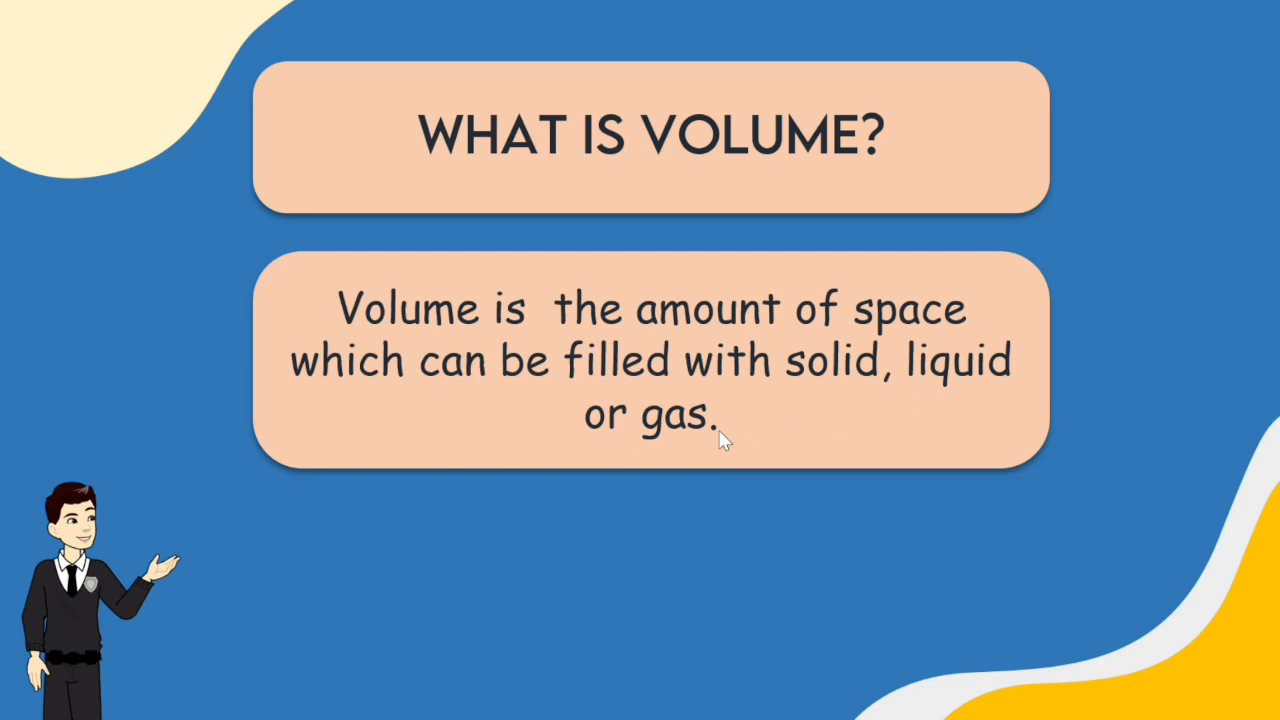 WHAT IS VOLUME?
Volume is  the amount of space
which can be filled with solid, liquid
or gas.